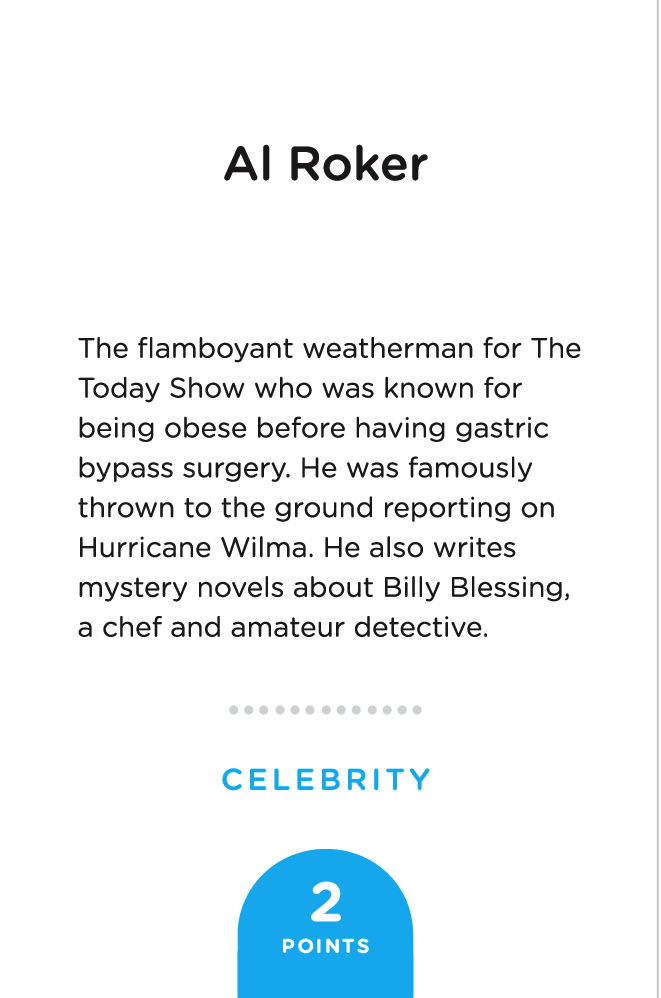 Al Roker
The flamboyant weatherman for The
Today Show who was known for
being obese before having gastric
bypass surgery. He was famously
thrown to the ground reporting on
Hurricane Wilma. He also writes
mystery novels about Billy Blessing,
a chef and amateur detective.
CELEBRITY
2
POINTS